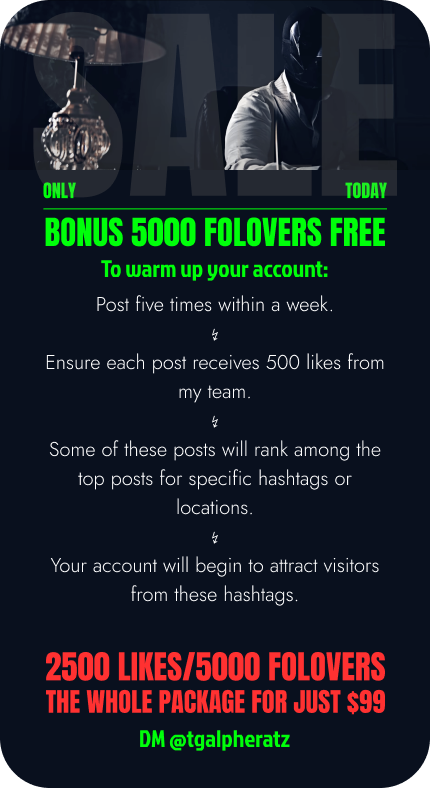 SALE
ONLY TODAY
BONUS 5000 FOLOVERS FREE
To warm up your account:
Post five times within a week.
↯
Ensure each post receives 500 likes from
my team.
↯
Some of these posts will rank among the
top posts for specific hashtags or
locations.
↯
Your account will begin to attract visitors
from these hashtags.
2500 LIKES/5000 FOLOVERS
THE WHOLE PACKAGE FOR JUST $99
DM @tgalpheratz